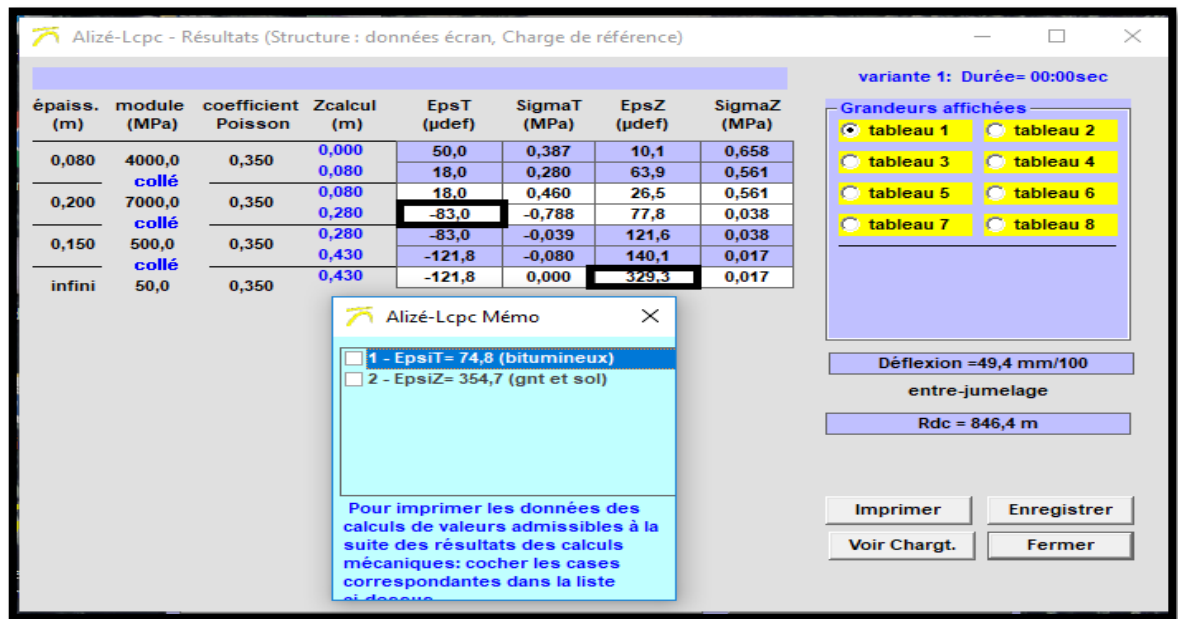 Alizé-Lcpc - Résultats (Structure : données écran, Charge de référence)
variante 1: Durée= 00:00sec
épaiss. module coefficient Zcalcul EpsT SigmaT EpsZ SigmaZ
(m) (MPa) Poisson (m) (µdef) (MPa) (µdef) (MPa)
0,000 50,0 0,387 10,1 0,658
0,080 4000,0 0,350
0,080 18,0 0,280 63,9 0,561
collé
0,080 18,0 0,460 26,5 0,561
0,200 7000,0 0,350
0,280 -83,0 -0,788 77,8 0,038
collé
0,280 -83,0 -0,039 121,6 0,038
0,150 500,0 0,350
0,430 -121,8 -0,080 140,1 0,017
collé
0,430 -121,8 0,000 329,3 0,017
infini 50,0 0,350
Grandeurs affichées
tableau 1 tableau 2
tableau 3 tableau 4
tableau 5 tableau 6
tableau 7 tableau 8
Déflexion =49,4 mm/100
entre-jumelage
Rdc = 846,4 m
Imprimer Enregistrer
Voir Chargt. Fermer
Alizé-Lcpc Mémo
1 - EpsiT= 74,8 (bitumineux)
2 - EpsiZ= 354,7 (gnt et sol)
Pour imprimer les données des
calculs de valeurs admissibles à la
suite des résultats des calculs
mécaniques: cocher les cases
correspondantes dans la liste